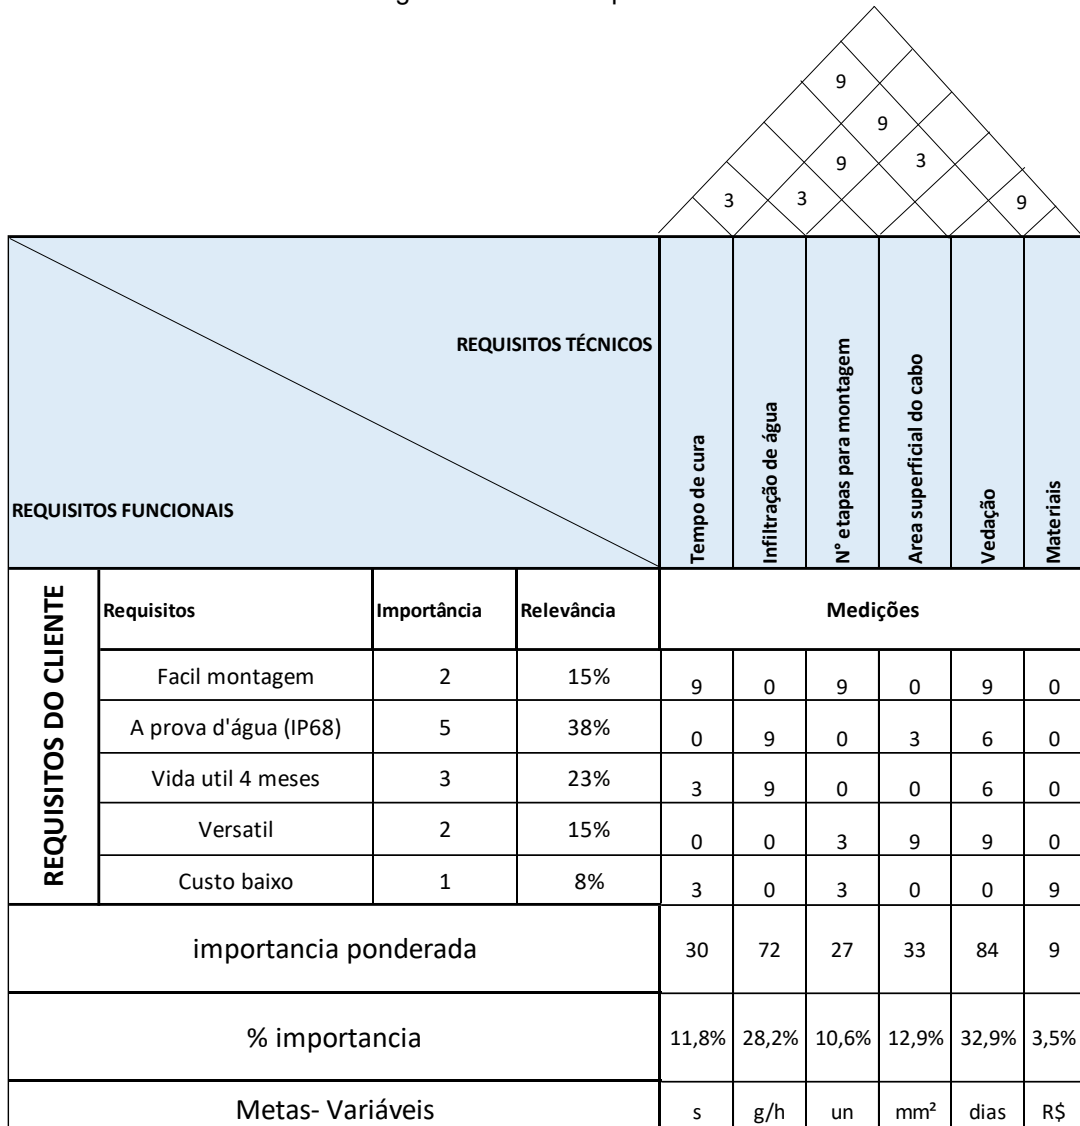 9
9
9 3
3 3 9
REQUISITOS TÉCNICOS
REQUISITOS FUNCIONAIS
Tempo de cura
Infiltração de água
N° etapas para montagem
Area superficial do cabo
Vedação
Materiais
REQUISITOS DO CLIENTE
Requisitos Importância Relevância Medições
Facil montagem 2 15% 9 0 9 0 9 0
A prova d'água (IP68) 5 38% 0 9 0 3 6 0
Vida util 4 meses 3 23% 3 9 0 0 6 0
Versatil 2 15% 0 0 3 9 9 0
Custo baixo 1 8% 3 0 3 0 0 9
importancia ponderada 30 72 27 33 84 9
% importancia 11,8% 28,2% 10,6% 12,9% 32,9% 3,5%
Metas- Variáveis s g/h un mm² dias R$